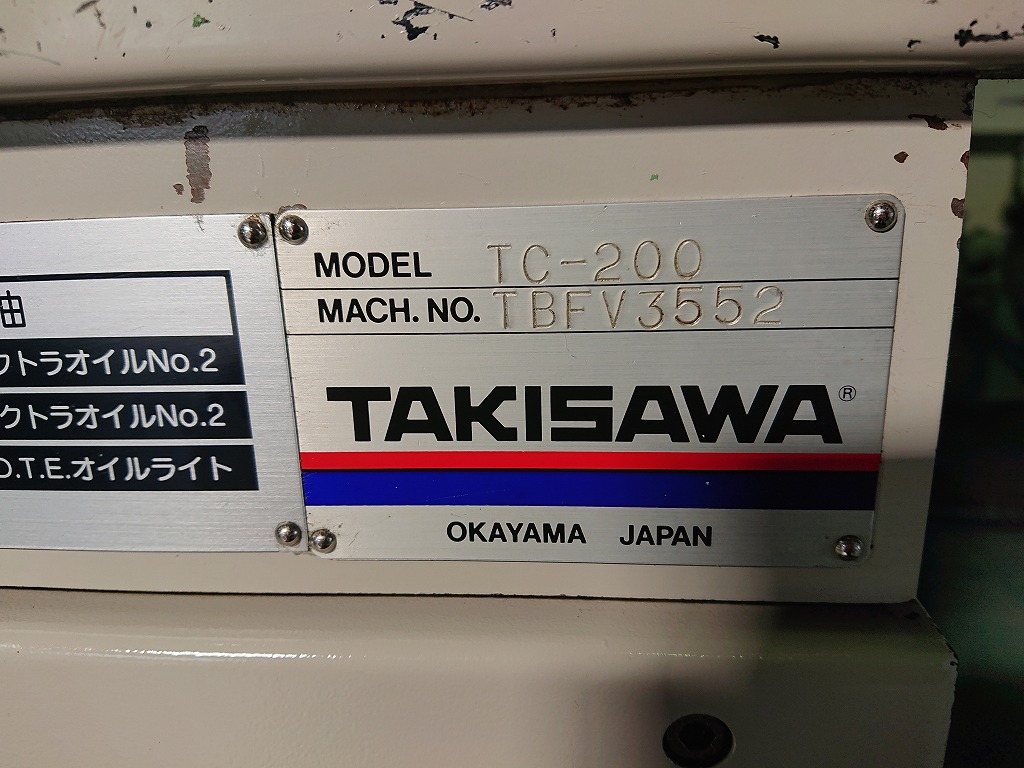 油
クトラオイルNo.2
クトラオイルNo.2
D.T.E.オイルライト
MODEL TC-200
MACH. NO. TBFV3552
TAKISAWA®
OKAYAMA JAPAN